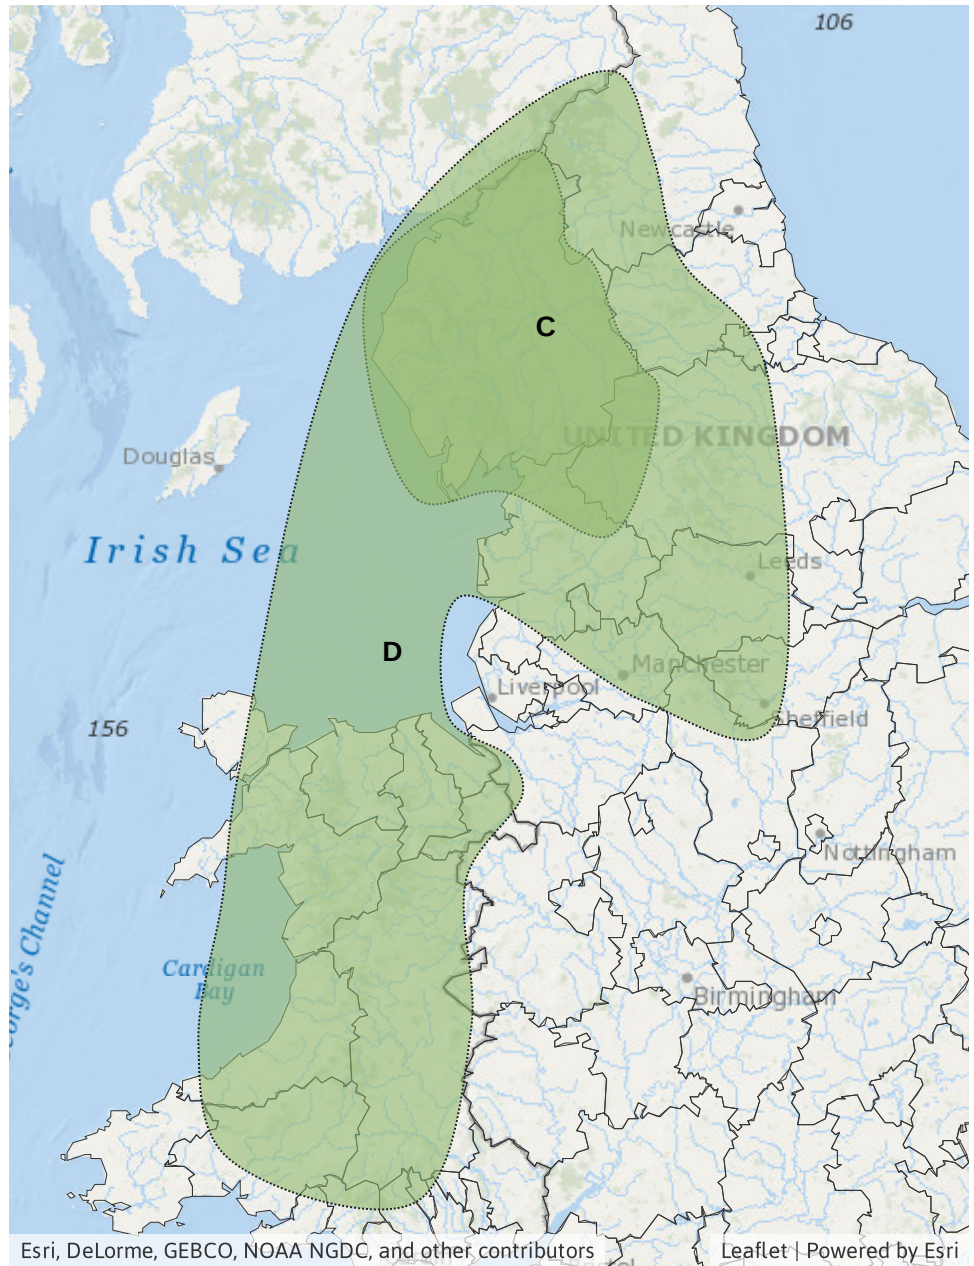 106
Newcastle
C
UNITED KINGDOM
Douglas
Irish Sea
Leeds
D
Manchester
Liverpool
Sheffield
156
Nottingham
Cardigan
Bay
Birmingham
orge's Channel
Esri, DeLorme, GEBCO, NOAA NGDC, and other contributors
Leaflet | Powered by Esri